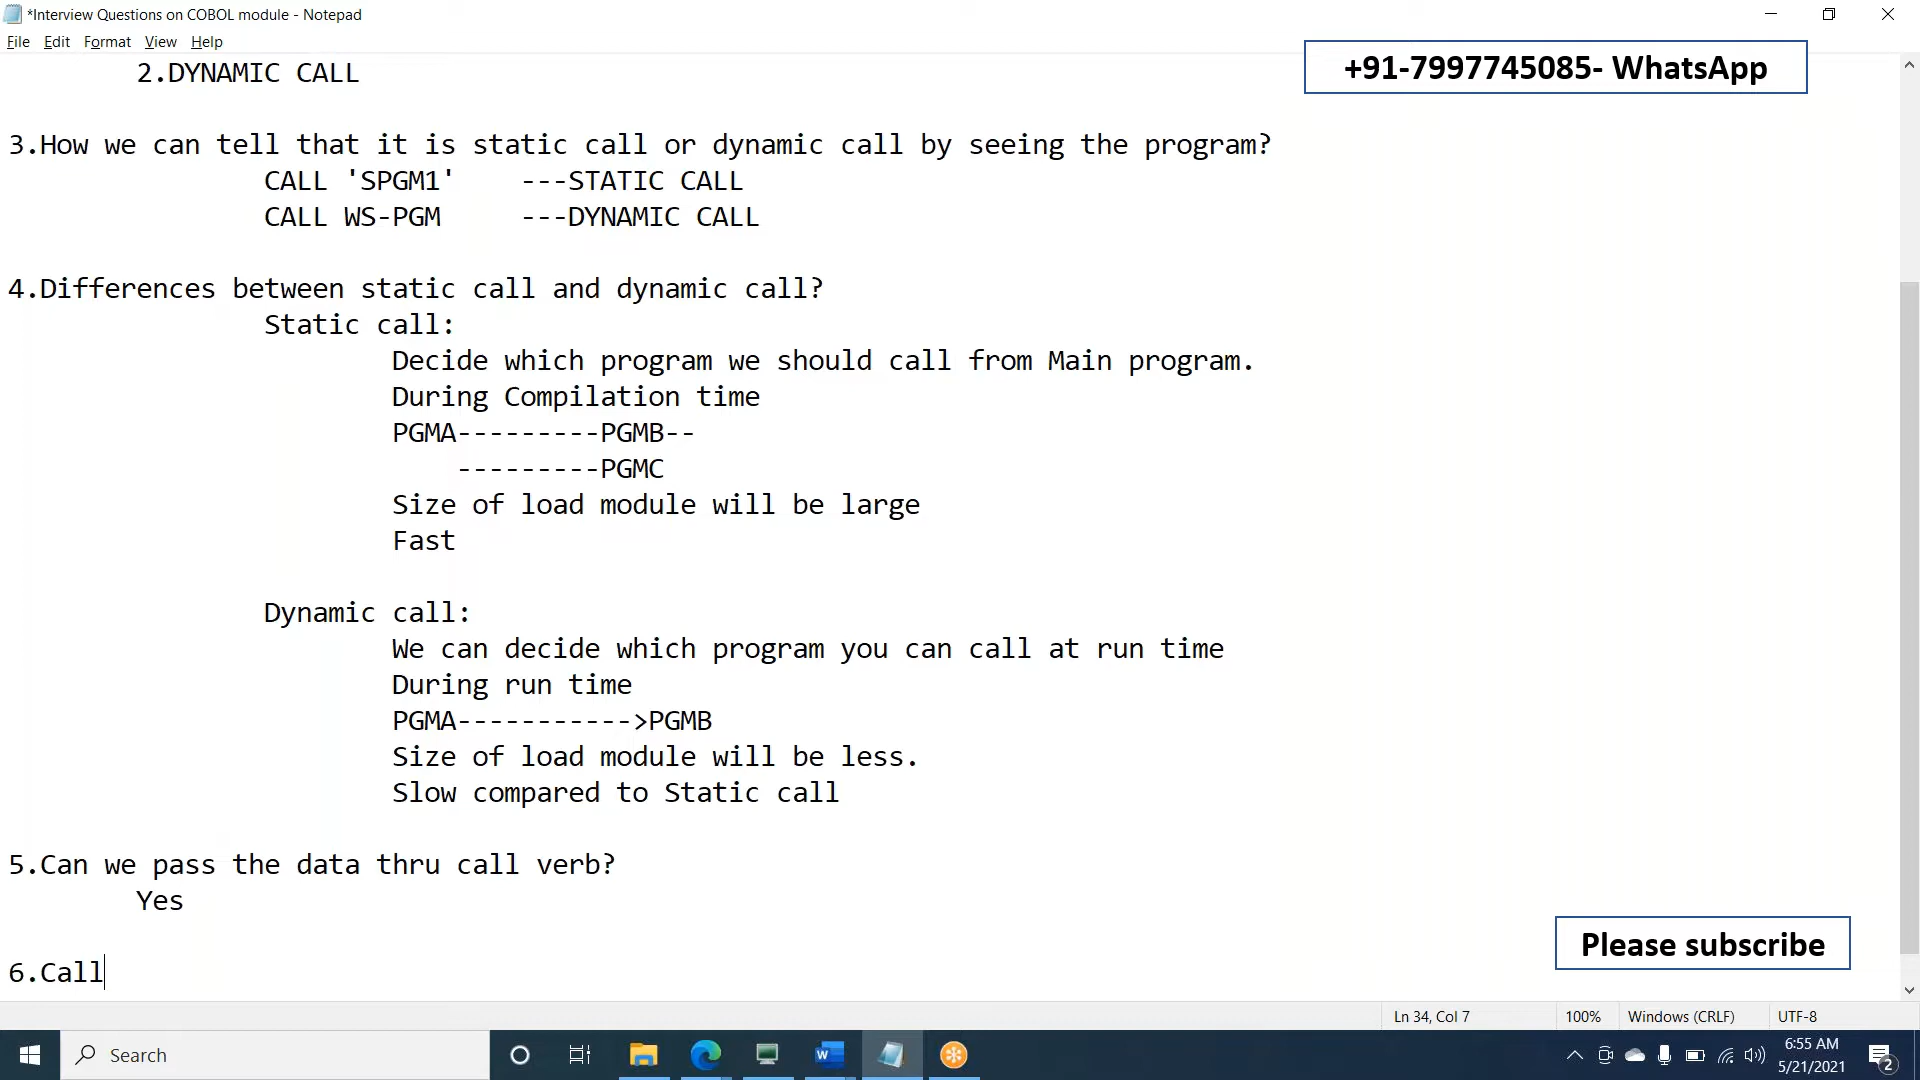 *Interview Questions on COBOL module - Notepad
File Edit Format View Help
+91-7997745085- WhatsApp
2.DYNAMIC CALL
3.How we can tell that it is static call or dynamic call by seeing the program?
CALL 'SPGM1' ---STATIC CALL
CALL WS-PGM ---DYNAMIC CALL
4.Differences between static call and dynamic call?
Static call:
Decide which program we should call from Main program.
During Compilation time
PGMA---------PGMB--
---------PGMC
Size of load module will be large
Fast
Dynamic call:
We can decide which program you can call at run time
During run time
PGMA----------->PGMB
Size of load module will be less.
Slow compared to Static call
5.Can we pass the data thru call verb?
Yes
6.Call
Please subscribe
Ln 34, Col 7 100% Windows (CRLF) UTF-8
Search
6:55 AM
5/21/2021
2